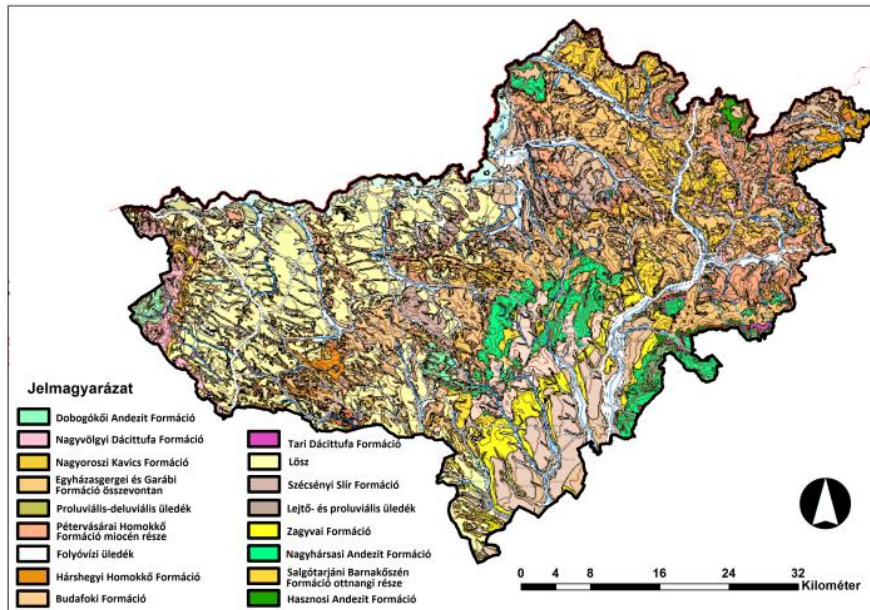 Jelmagyarázat
Dobogókői Andezit Formáció
Nagyvölgyi Dácittufa Formáció
Nagyoroszi Kavics Formáció
Egyházasgergei és Garábi
Formáció összevontan
Proluviális-deluviális üledék
Pétervásárai Homokkő
Formáció miocén része
Folyóvízi üledék
Hárshegyi Homokkő Formáció
Budafoki Formáció
Tari Dácittufa Formáció
Lösz
Szécsényi Slír Formáció
Lejtő- és proluviális üledék
Zagyvai Formáció
Nagyhársasi Andezit Formáció
Salgótarjáni Barnakőszén
Formáció ottnangi része
Hasznosi Andezit Formáció
0 4 8 16 24 32
Kilométer